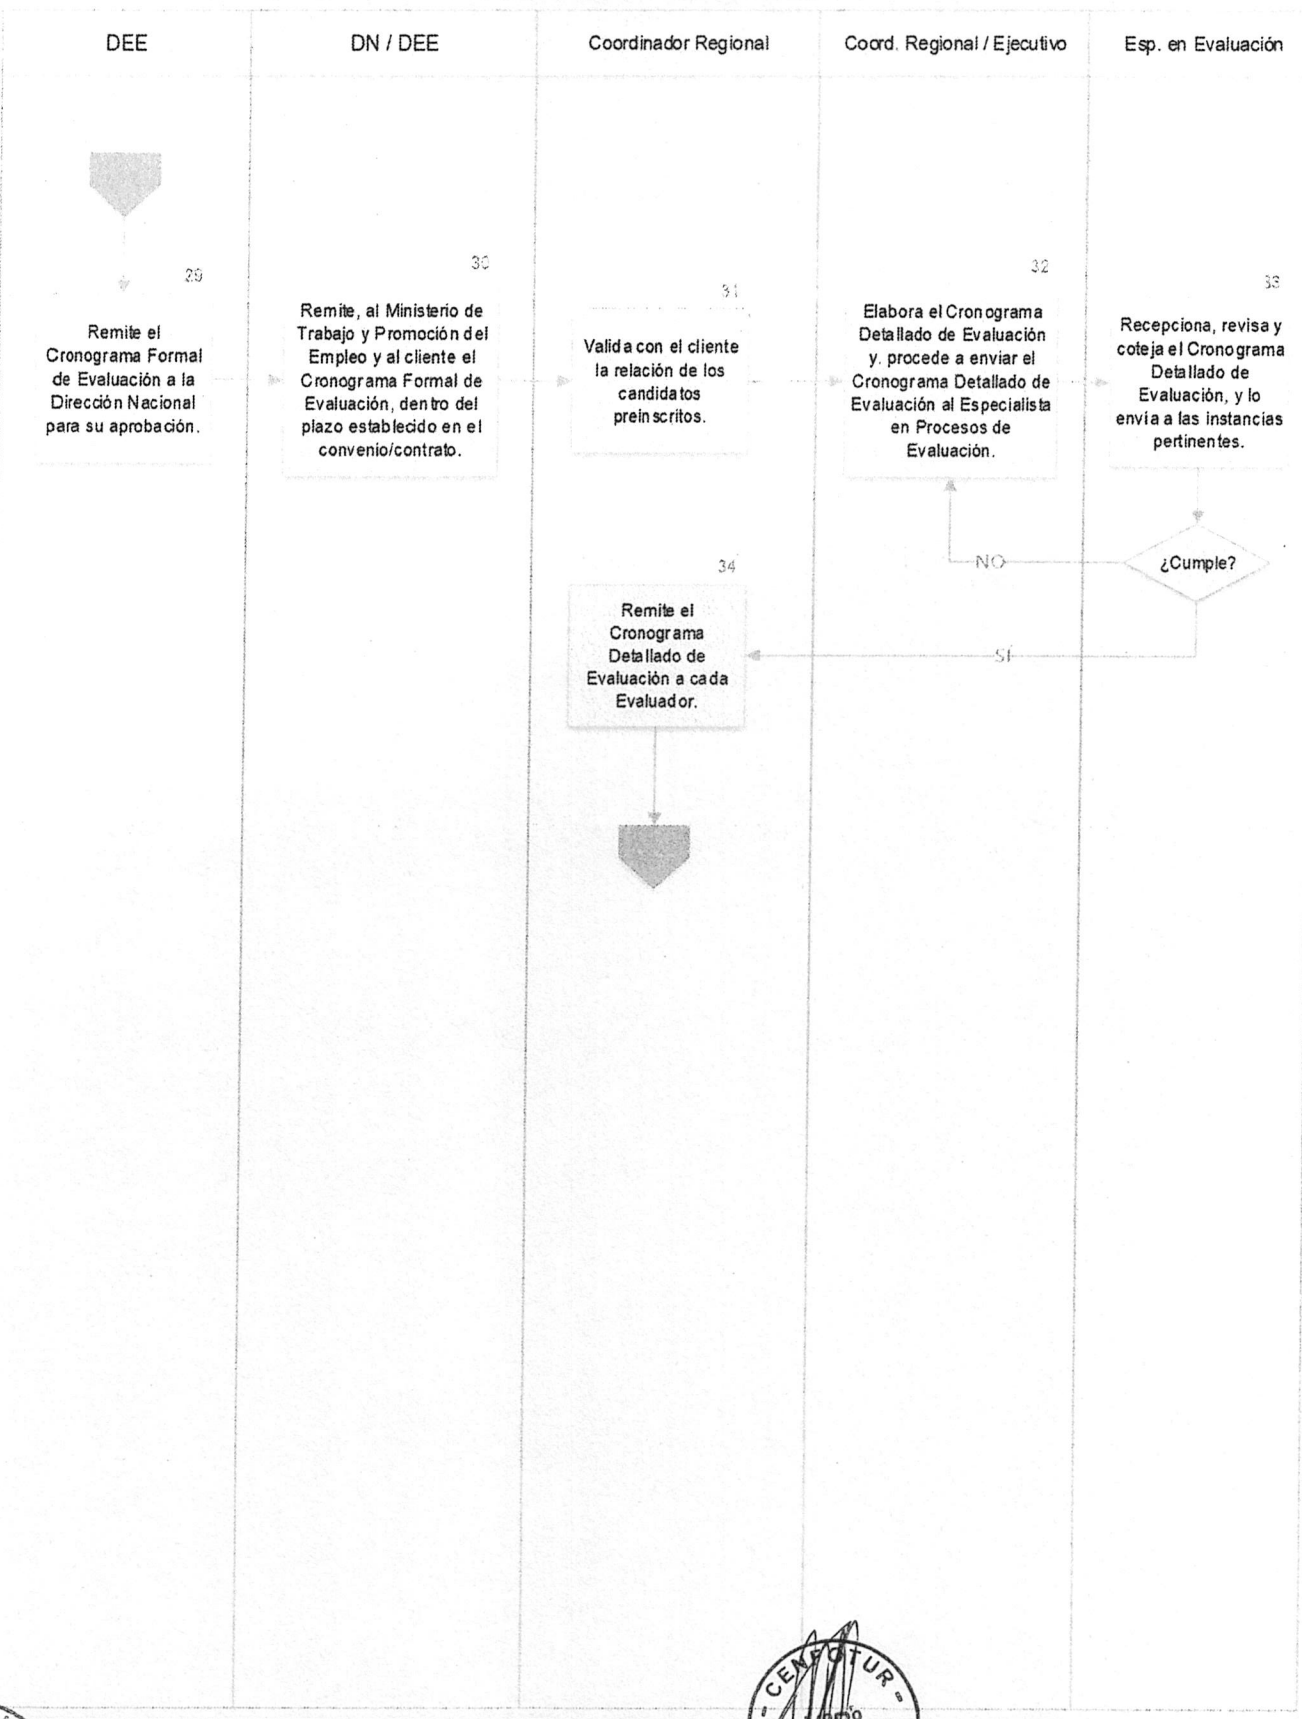 DEE
DN / DEE
Coordinador Regional
Coord. Regional / Ejecutivo
Esp. en Evaluación
29
Remite el
Cronograma Formal
de Evaluación a la
Dirección Nacional
para su aprobación.
30
Remite, al Ministerio de
Trabajo y Promoción del
Empleo y al cliente el
Cronograma Formal de
Evaluación, dentro del
plazo establecido en el
convenio/contrato.
31
Valida con el cliente
la relación de los
candidatos
preinscritos.
32
Elabora el Cronograma
Detallado de Evaluación
y. procede a enviar el
Cronograma Detallado de
Evaluación al Especialista
en Procesos de
Evaluación.
33
Recepciona, revisa y
coteja el Cronograma
Detallado de
Evaluación, y lo
envia a las instancias
pertinentes.
¿Cumple?
NO
SÍ
34
Remite el
Cronograma
Detallado de
Evaluación a cada
Evaluador.
- CENFOTUR -